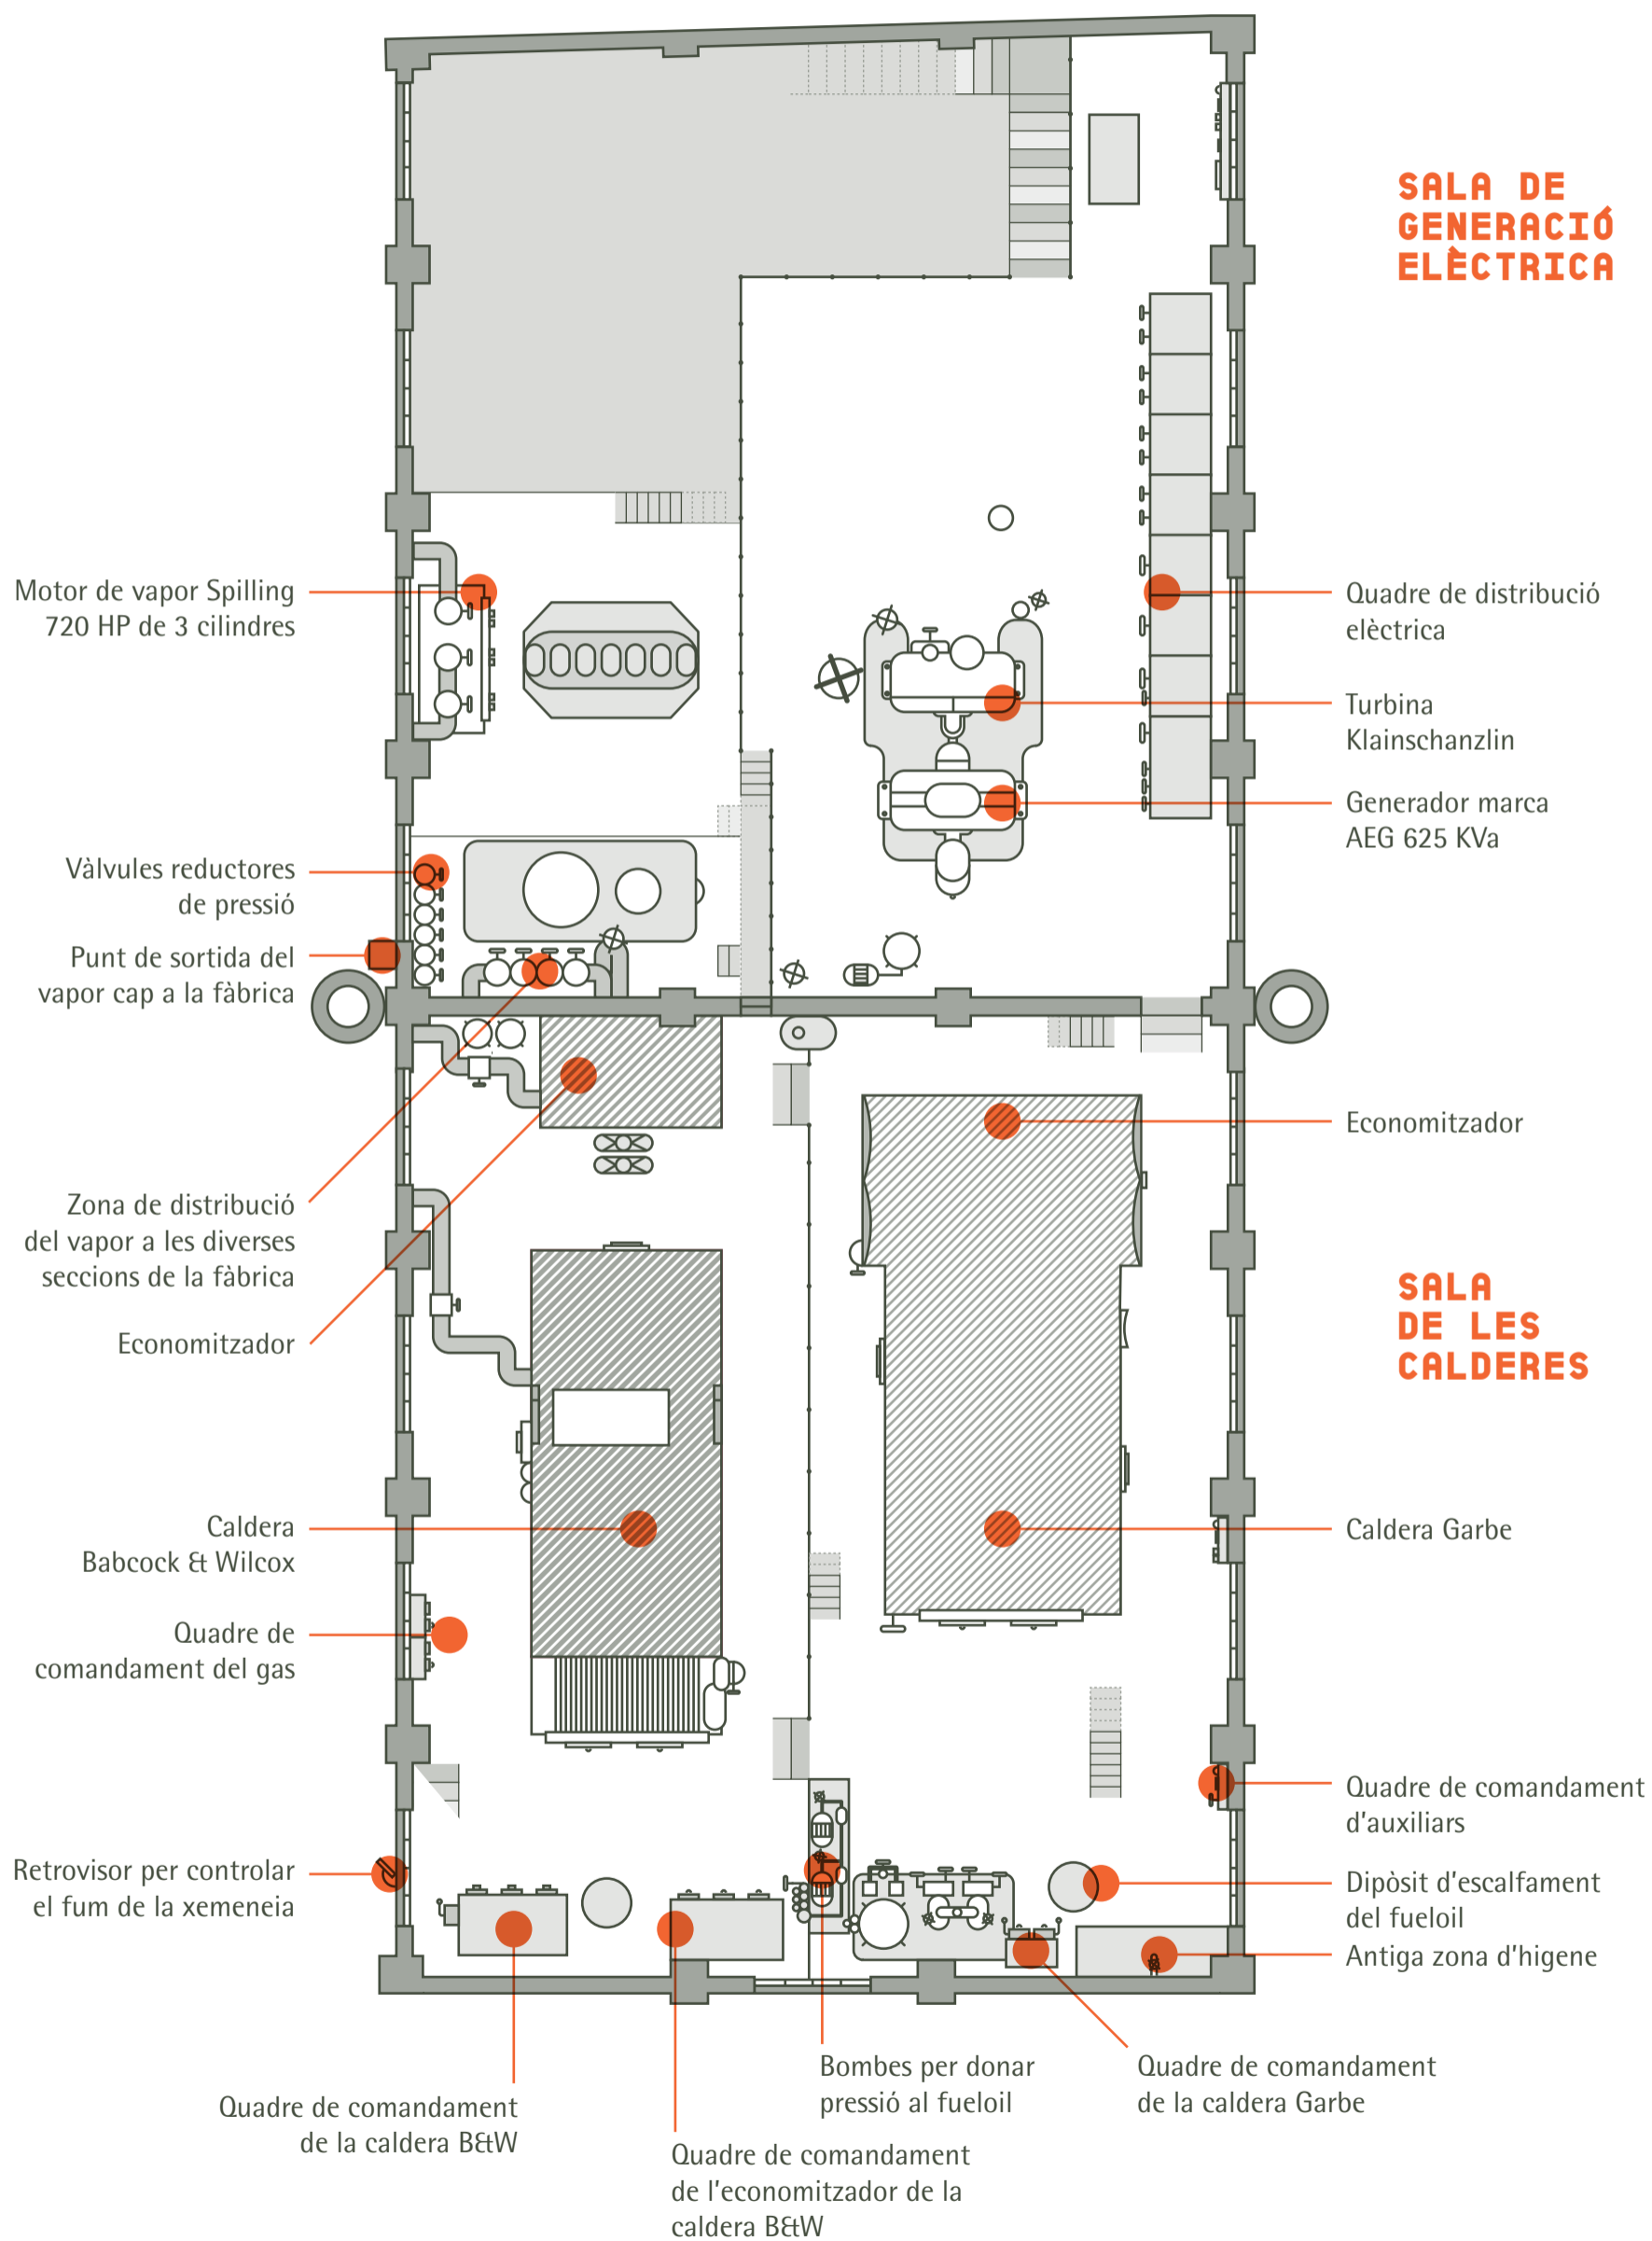 SALA DE
GENERACIÓ
ELÈCTRICA
Motor de vapor Spilling
720 HP de 3 cilindres
Quadre de distribució
elèctrica
Turbina
Klainschanzlin
Generador marca
AEG 625 KVa
Vàlvules reductores
de pressió
Punt de sortida del
vapor cap a la fàbrica
Economitzador
Zona de distribució
del vapor a les diverses
seccions de la fàbrica
Economitzador
SALA
DE LES
CALDERES
Caldera
Babcock & Wilcox
Caldera Garbe
Quadre de
comandament del gas
Quadre de comandament
d'auxiliars
Retrovisor per controlar
el fum de la xemeneia
Dipòsit d'escalfament
del fueloil
Antiga zona d'higene
Quadre de comandament
de la caldera B&W
Quadre de comandament
de l'economitzador de la
caldera B&W
Bombes per donar
pressió al fueloil
Quadre de comandament
de la caldera Garbe